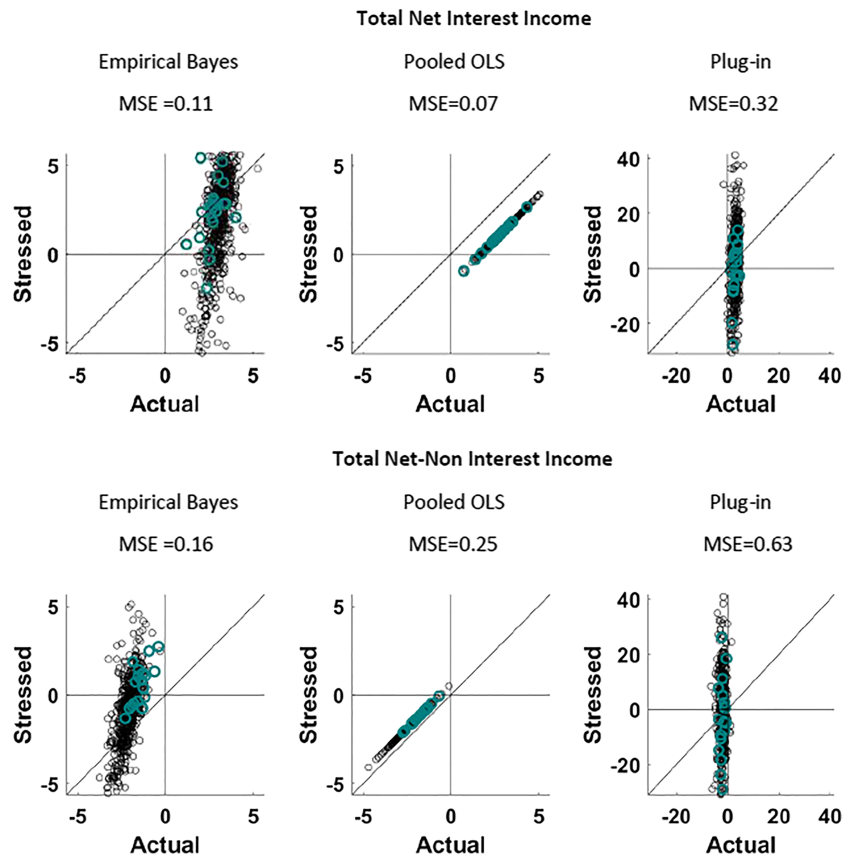 Total Net Interest Income
Empirical Bayes Pooled OLS Plug-in
MSE =0.11 MSE=0.07 MSE=0.32
5 5 40
20
0 0 0
-20
-5 -5
Stressed Stressed Stressed
-5 0 5 -5 0 5 -20 0 20 40
Actual Actual Actual
Total Net-Non Interest Income
Empirical Bayes Pooled OLS Plug-in
MSE =0.16 MSE=0.25 MSE=0.63
5 5 40
20
0 0 0
-20
-5 -5
Stressed Stressed Stressed
-5 0 5 -5 0 5 -20 0 20 40
Actual Actual Actual